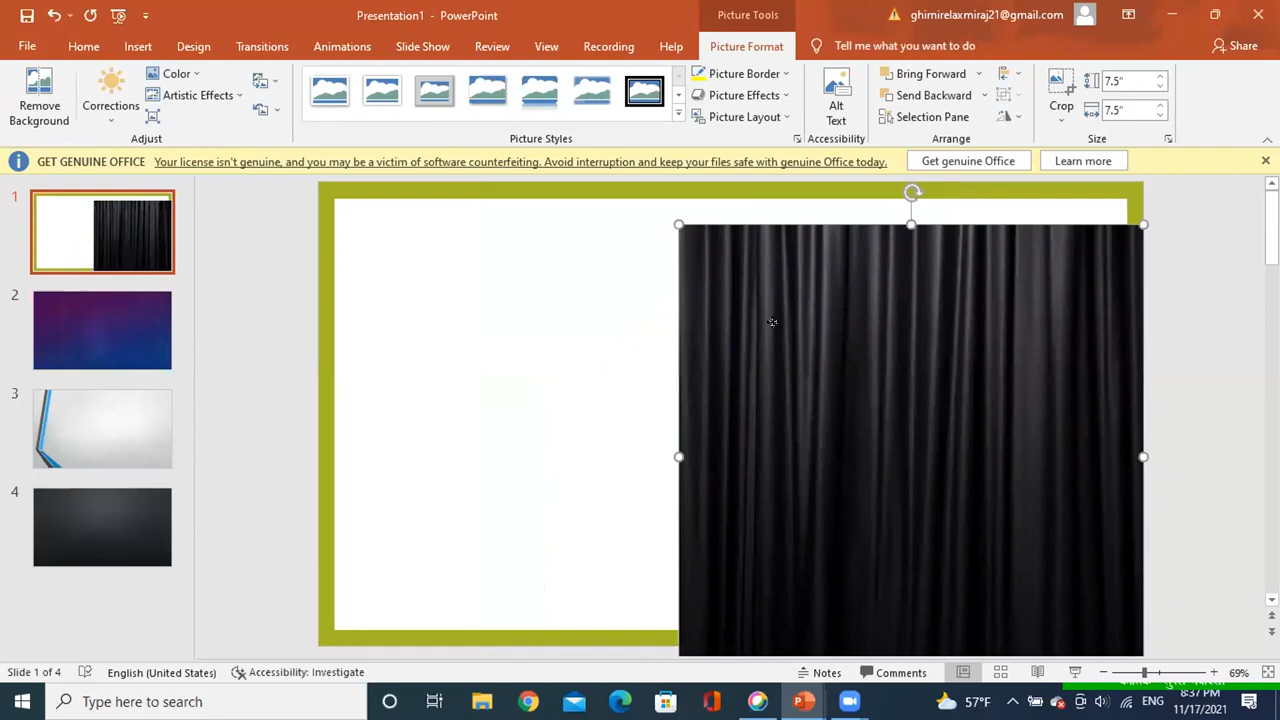 Presentation1 - PowerPoint
Picture Tools
ghimirelaxmiraj21@gmail.com
File
Home
Insert
Design
Transitions
Animations
Slide Show
Review
View
Recording
Help
Picture Format
Tell me what you want to do
Share
Remove
Background
Corrections
Color
Artistic Effects
Adjust
Picture Styles
Picture Border
Picture Effects
Picture Layout
Alt
Text
Accessibility
Bring Forward
Send Backward
Selection Pane
Arrange
Crop
7.5"
7.5"
Size
GET GENUINE OFFICE
Your license isn't genuine, and you may be a victim of software counterfeiting. Avoid interruption and keep your files safe with genuine Office today.
Get genuine Office
Learn more
1
2
3
4
Slide 1 of 4
English (United States)
Accessibility: Investigate
Notes
Comments
69%
Type here to search
57°F
ENG
8:37 PM
11/17/2021